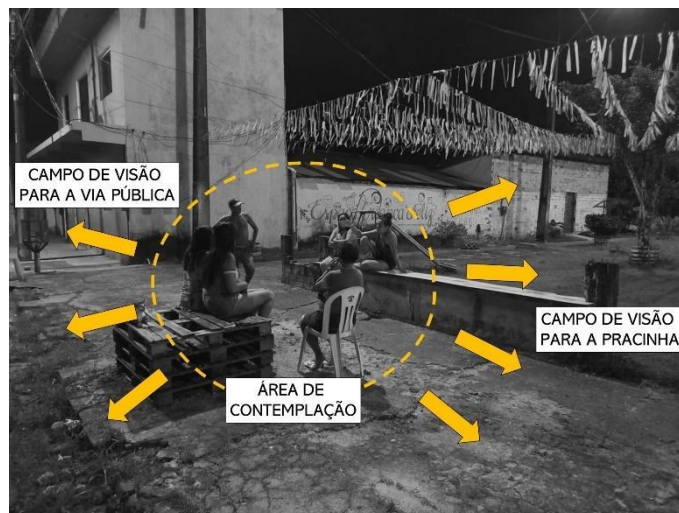 CAMPO DE VISÃO
PARA A VIA PÚBLICA
CAMPO DE VISÃO
PARA A PRACINHA
ÁREA DE
CONTEMPLAÇÃO